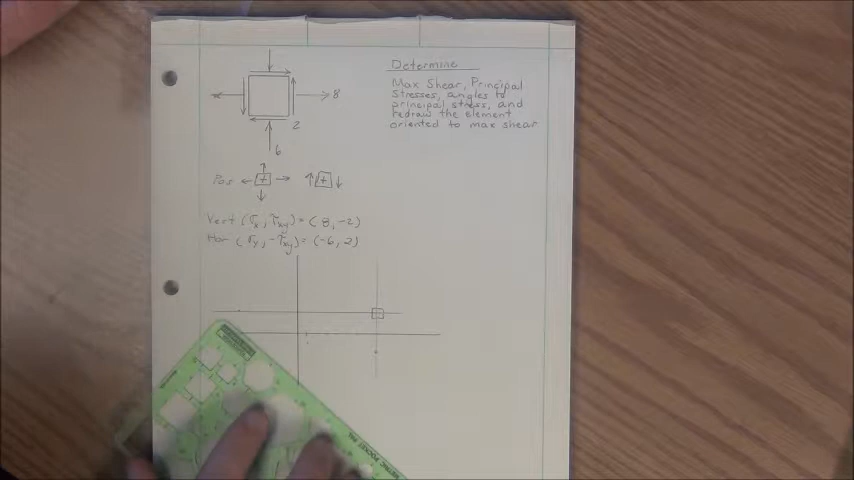 Determine
Max Shear, Principal
Stresses, angles to
principal stress, and
redraw the element
oriented to max shear
8
2
6
Pos + +
Vert (σx, τxy) = (8, -2)
Hor (σy, -τxy) = (-6, 2)